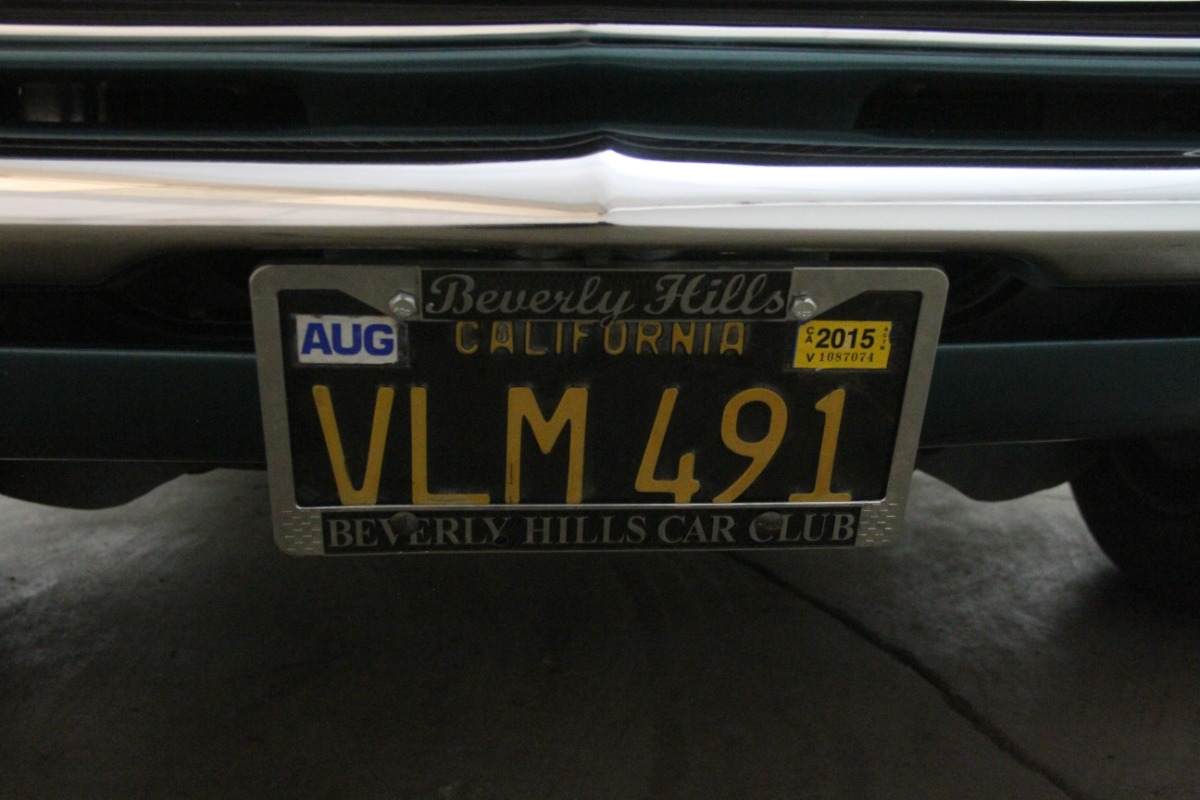 Beverly Hills
CALIFORNIA
AUG
CA 2015
V 1087074
VLM 491
BEVERLY HILLS CAR CLUB